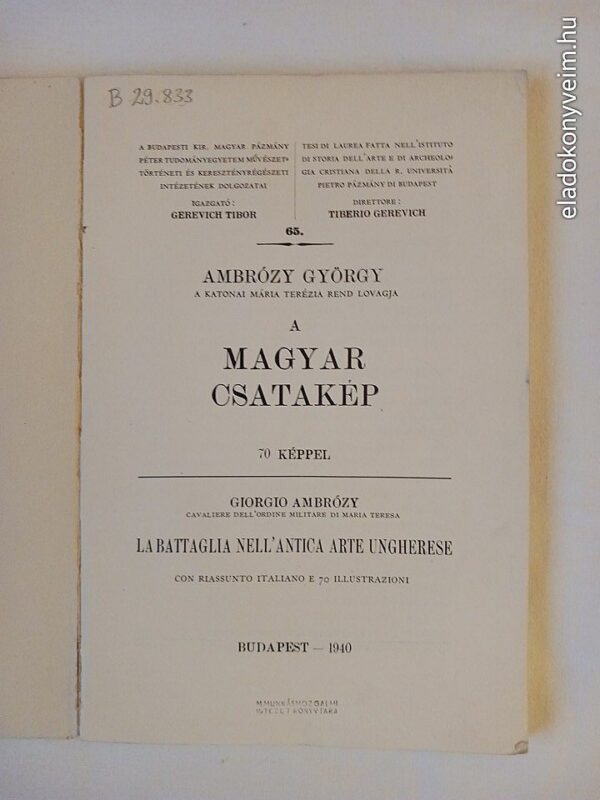 B 29.833
A BUDAPESTI KIR. MAGYAR PÁZMÁNY
PÉTER TUDOMÁNYEGYETEM MŰVÉSZET-
TÖRTÉNETI ÉS KERESZTÉNYRÉGÉSZETI
INTÉZETÉNEK DOLGOZATAI
IGAZGATÓ:
GEREVICH TIBOR
TESI DI LAUREA FATTA NELL'ISTITUTO
DI STORIA DELL'ARTE E DI ARCHEOLO-
GIA CRISTIANA DELLA R. UNIVERSITÀ
PIETRO PÁZMÁNY DI BUDAPEST
DIRETTORE:
TIBERIO GEREVICH
65.
AMBRÓZY GYÖRGY
A KATONAI MÁRIA TERÉZIA REND LOVAGJA
A
MAGYAR
CSATAKÉP
70 KÉPPEL
GIORGIO AMBRÓZY
CAVALIERE DELL'ORDINE MILITARE DI MARIA TERESA
LA BATTAGLIA NELL'ANTICA ARTE UNGHERESE
CON RIASSUNTO ITALIANO E 70 ILLUSTRAZIONI
BUDAPEST — 1940
M.MUNKÁSMOZGALMI
INTÉZET KÖNYVTÁRA
eladokonyveim.hu